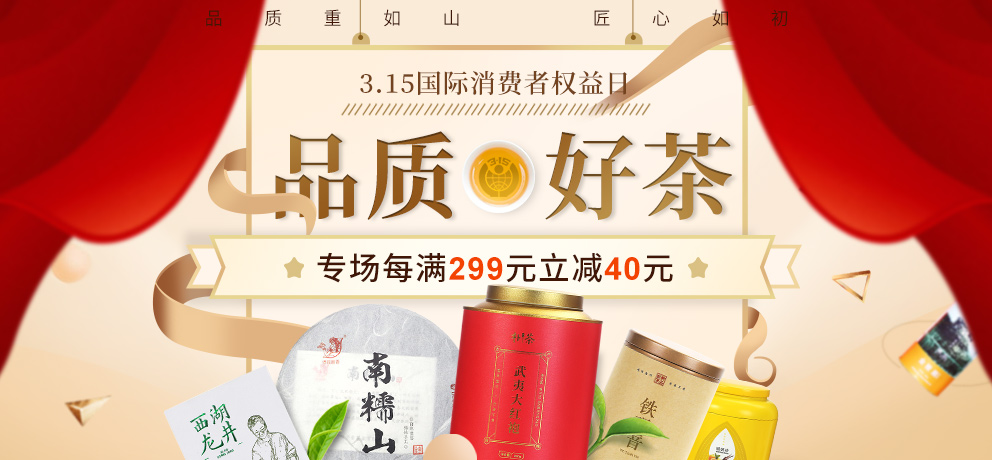 品质重如山 匠心如初
3.15国际消费者权益日
品质 好茶
3·15
专场每满299元立减40元
南糯山
武夷大红袍
铁
音
西湖
龙井